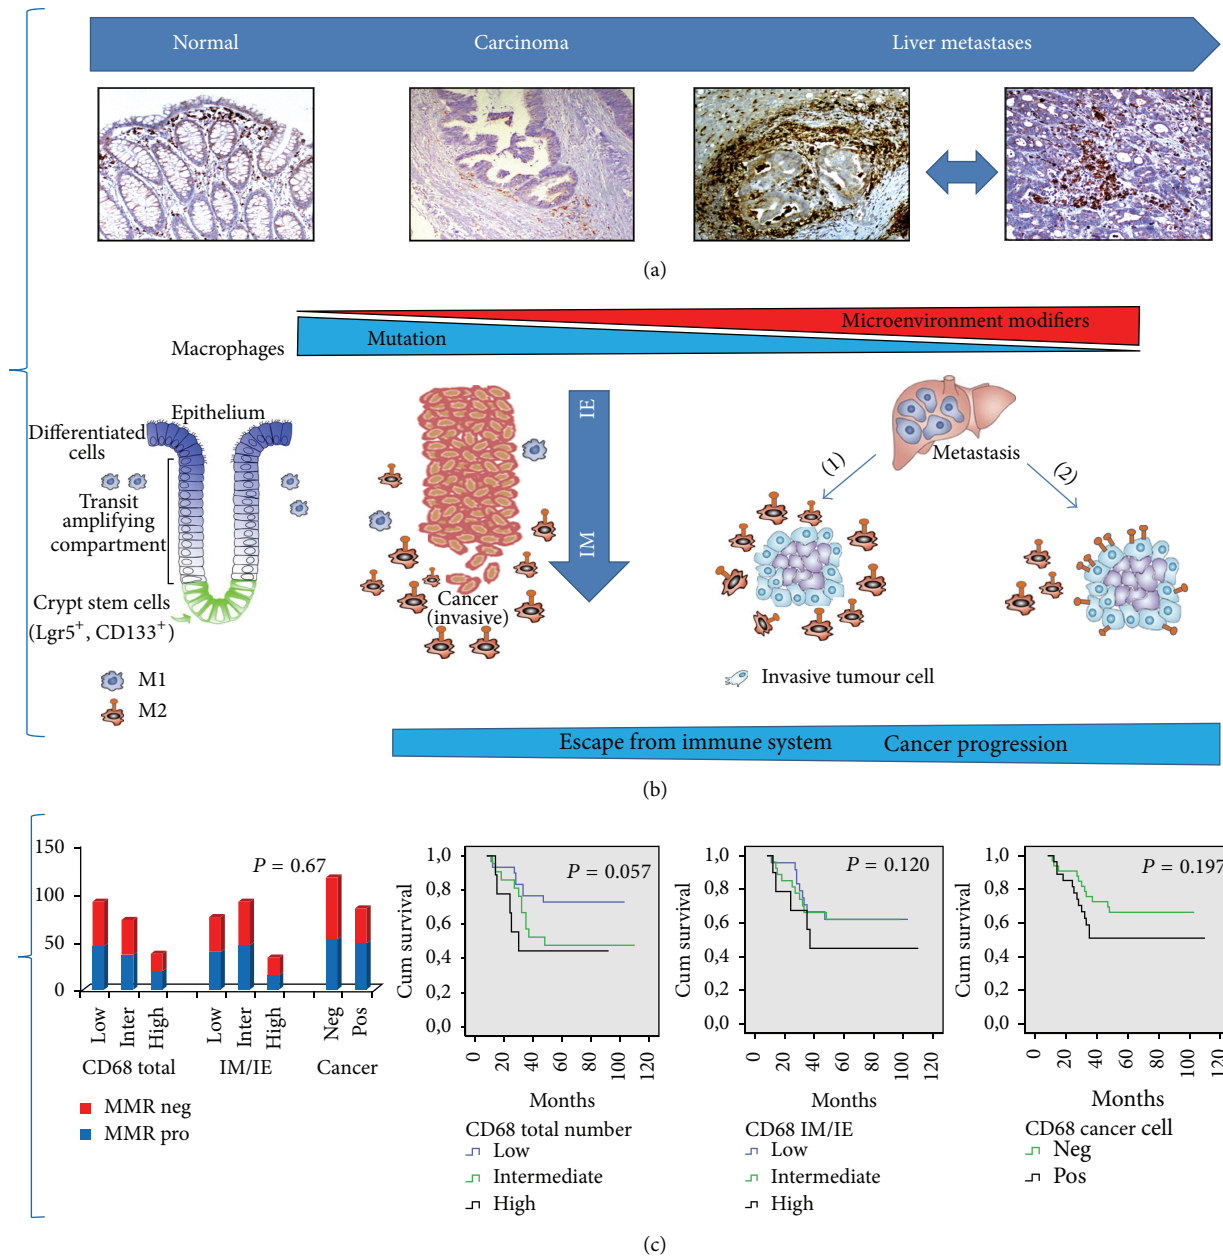 Normal Carcinoma Liver metastases
(a)
Microenvironment modifiers
Mutation
Macrophages
Epithelium
Differentiated
cells
Transit
amplifying
compartment
Crypt stem cells
(Lgr5+, CD133+)
M1
M2
IE
IM
Cancer
(invasive)
Metastasis
(1)
(2)
Invasive tumour cell
Escape from immune system Cancer progression
(b)
150
100
50
0
P = 0.67
Low Inter High Low Inter High Neg Pos
CD68 total IM/IE Cancer
MMR neg
MMR pro
Cum survival
1,0
0,8
0,6
0,4
0,2
0,0
P = 0.057
0 20 40 60 80 100 120
Months
CD68 total number
Low
Intermediate
High
Cum survival
1,0
0,8
0,6
0,4
0,2
0,0
P = 0.120
0 20 40 60 80 100 120
Months
CD68 IM/IE
Low
Intermediate
High
Cum survival
1,0
0,8
0,6
0,4
0,2
0,0
P = 0.197
0 20 40 60 80 100 120
Months
CD68 cancer cell
Neg
Pos
(c)